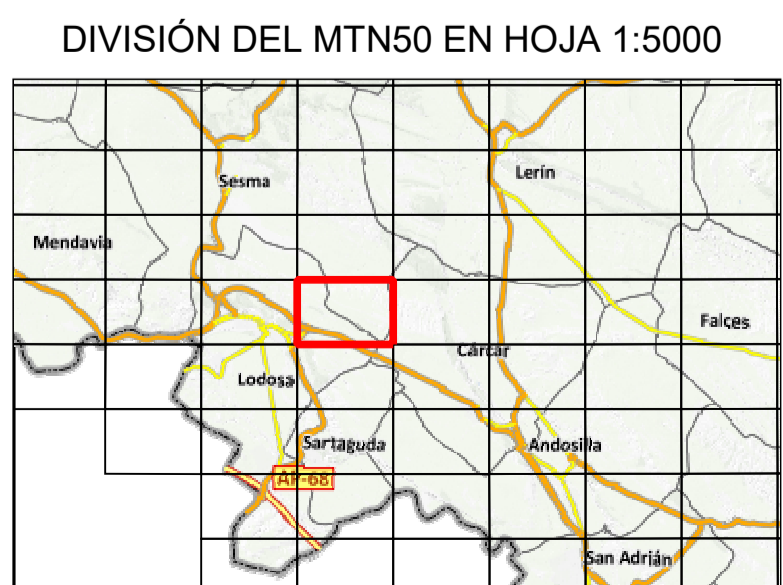 DIVISIÓN DEL MTN50 EN HOJA 1:5000
Lerín
Sesma
Mendavia
Falces
Cárcar
Lodosa
Sartaguda
Andosilla
AP-68
San Adrián